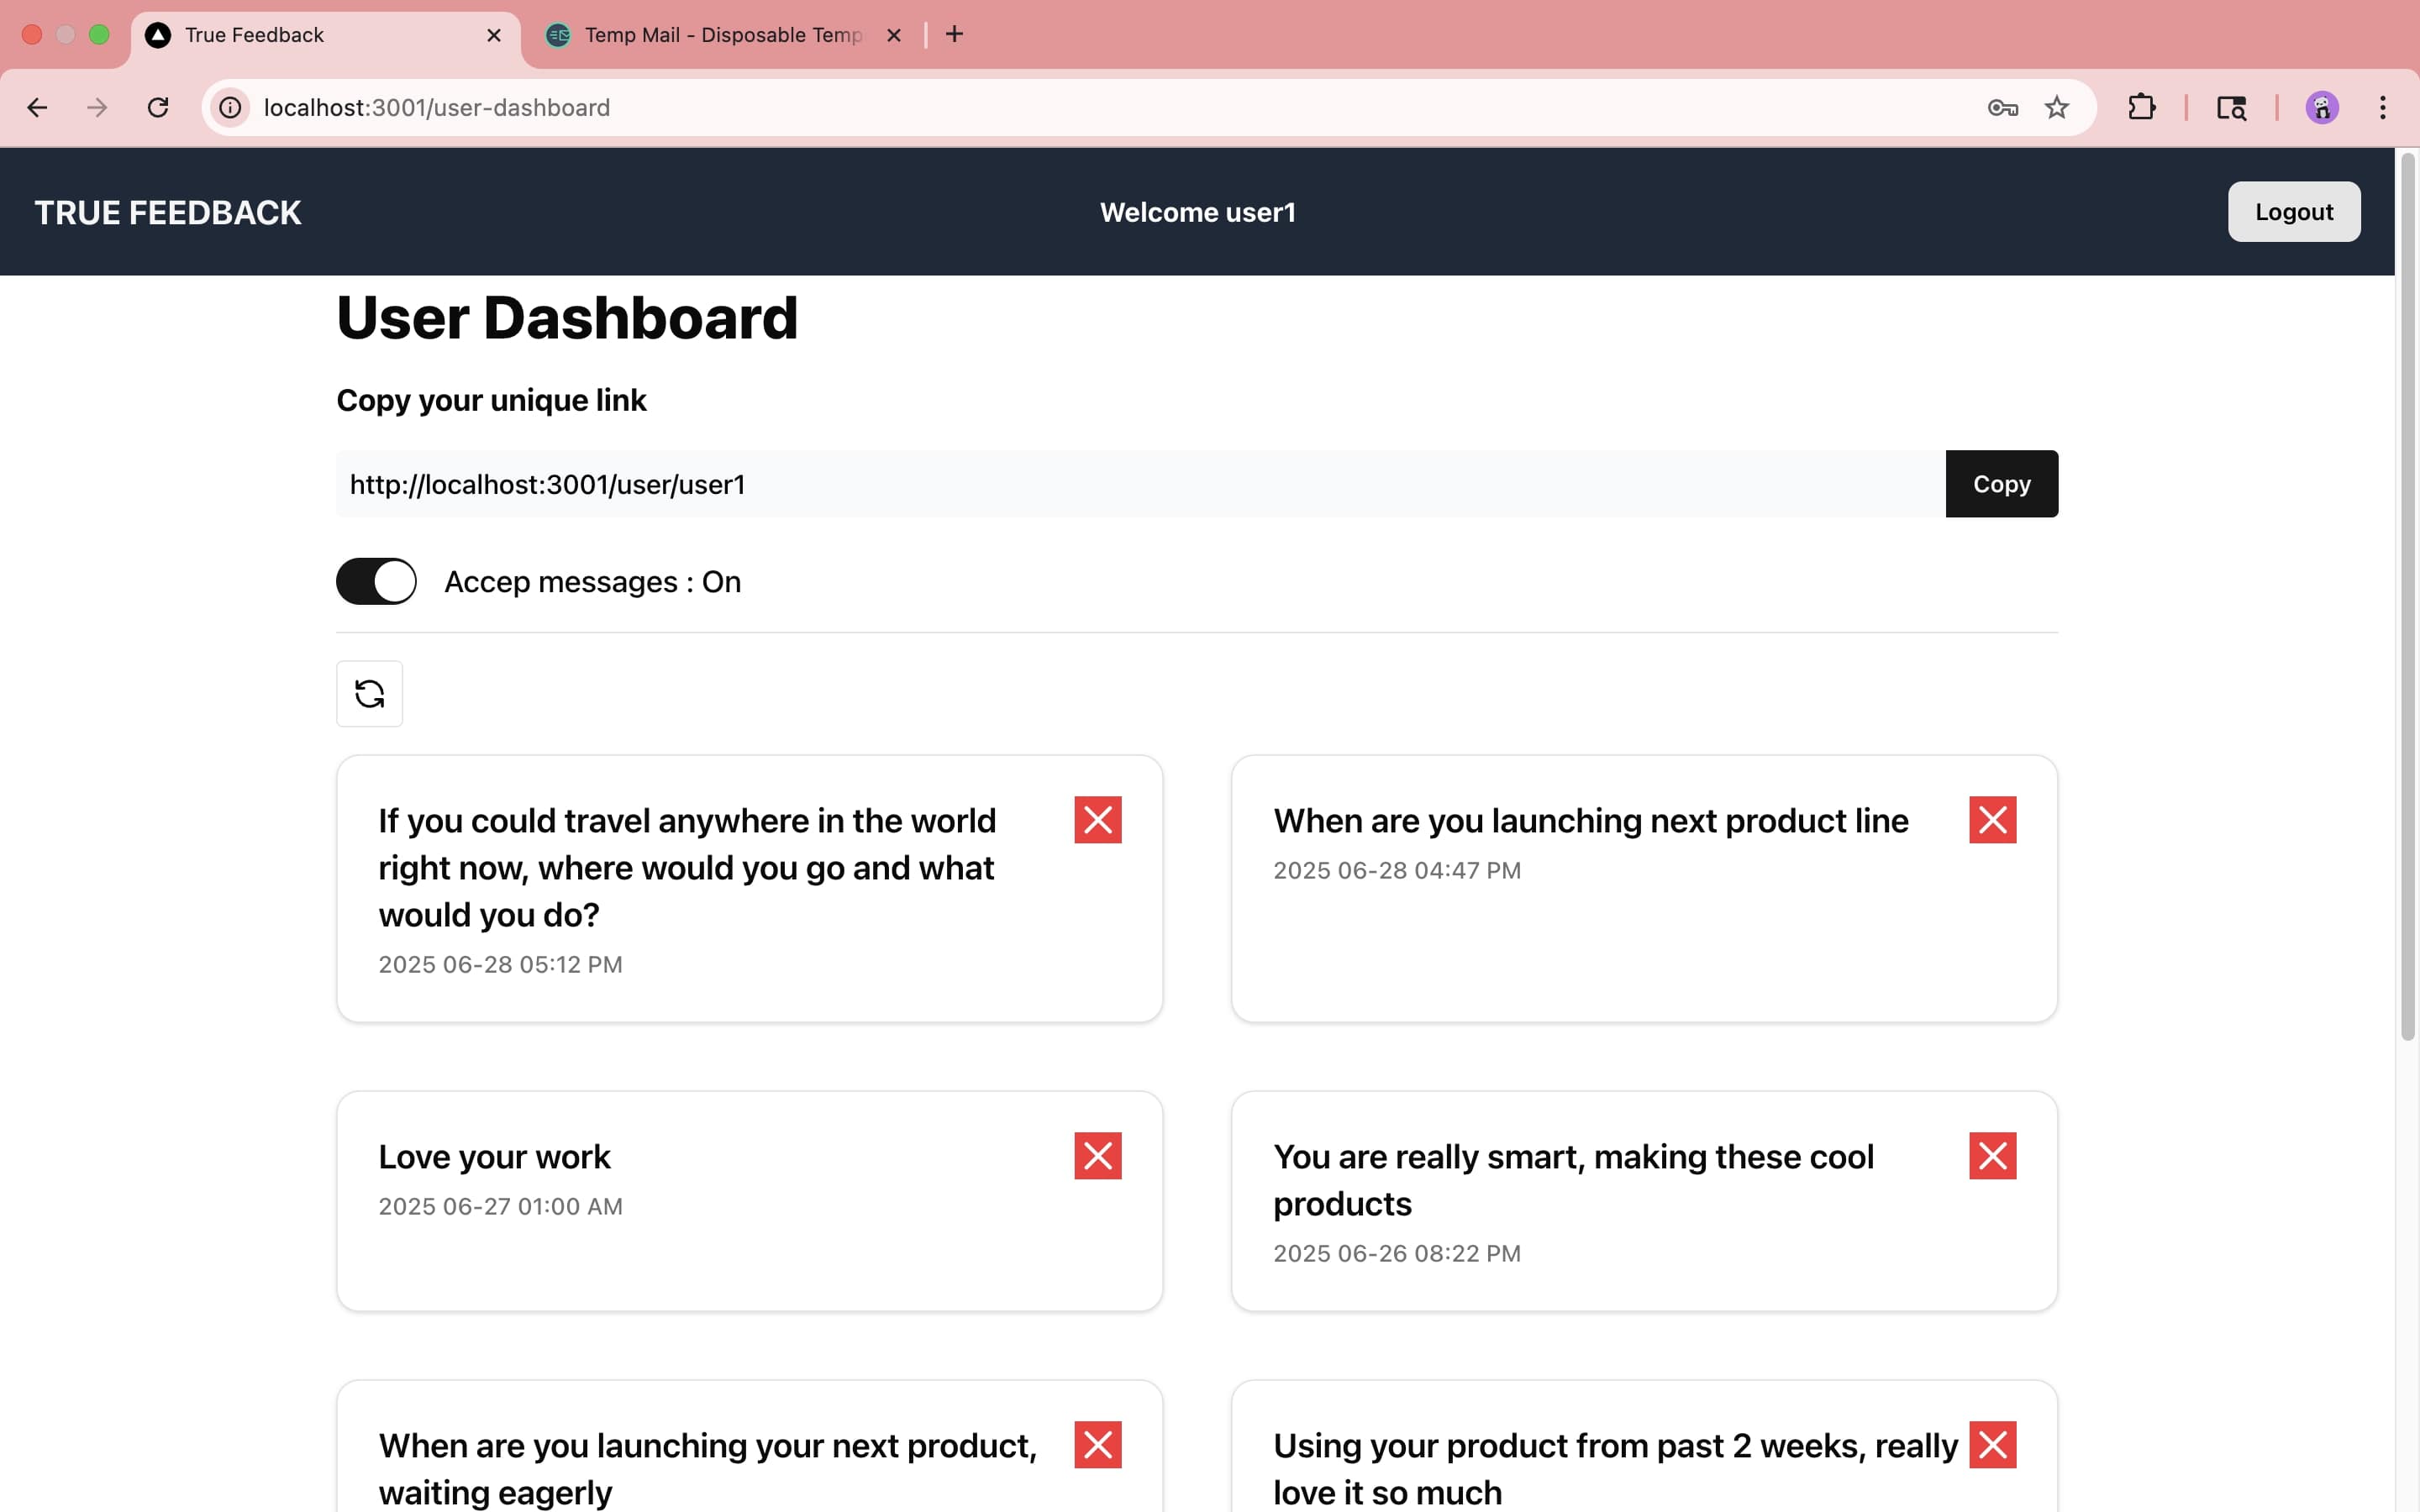 True Feedback
Temp Mail - Disposable Temp
localhost:3001/user-dashboard
TRUE FEEDBACK
Welcome user1
Logout
User Dashboard
Copy your unique link
http://localhost:3001/user/user1
Copy
Accep messages : On
If you could travel anywhere in the world
right now, where would you go and what
would you do?
2025 06-28 05:12 PM
When are you launching next product line
2025 06-28 04:47 PM
Love your work
2025 06-27 01:00 AM
You are really smart, making these cool
products
2025 06-26 08:22 PM
When are you launching your next product,
waiting eagerly
Using your product from past 2 weeks, really
love it so much